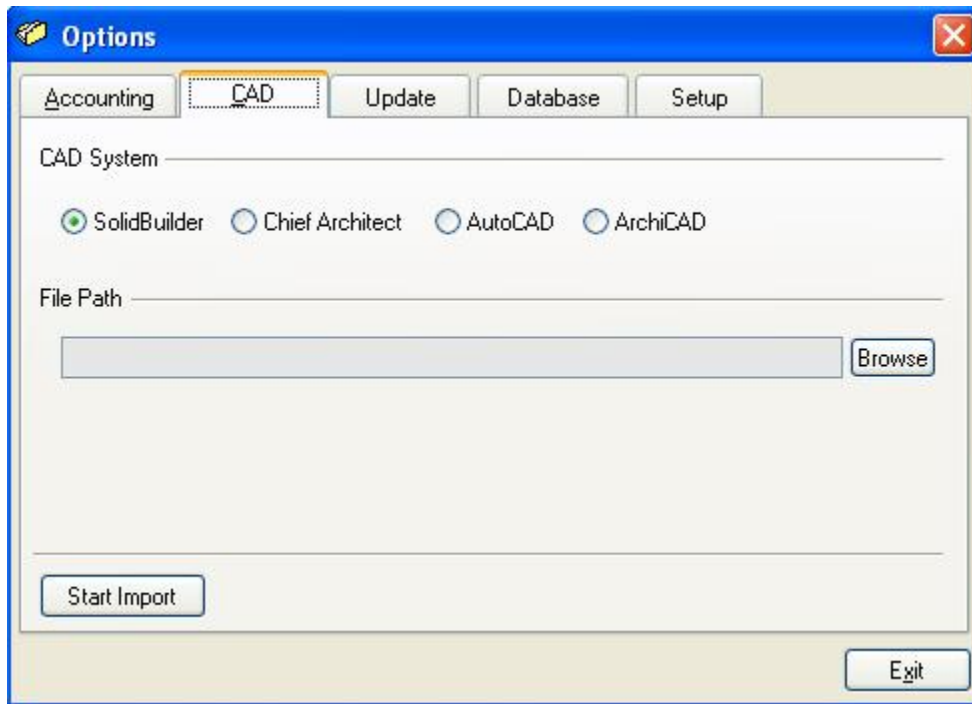 Options
Accounting CAD Update Database Setup
CAD System
SolidBuilder Chief Architect AutoCAD ArchiCAD
File Path
Browse
Start Import
Exit